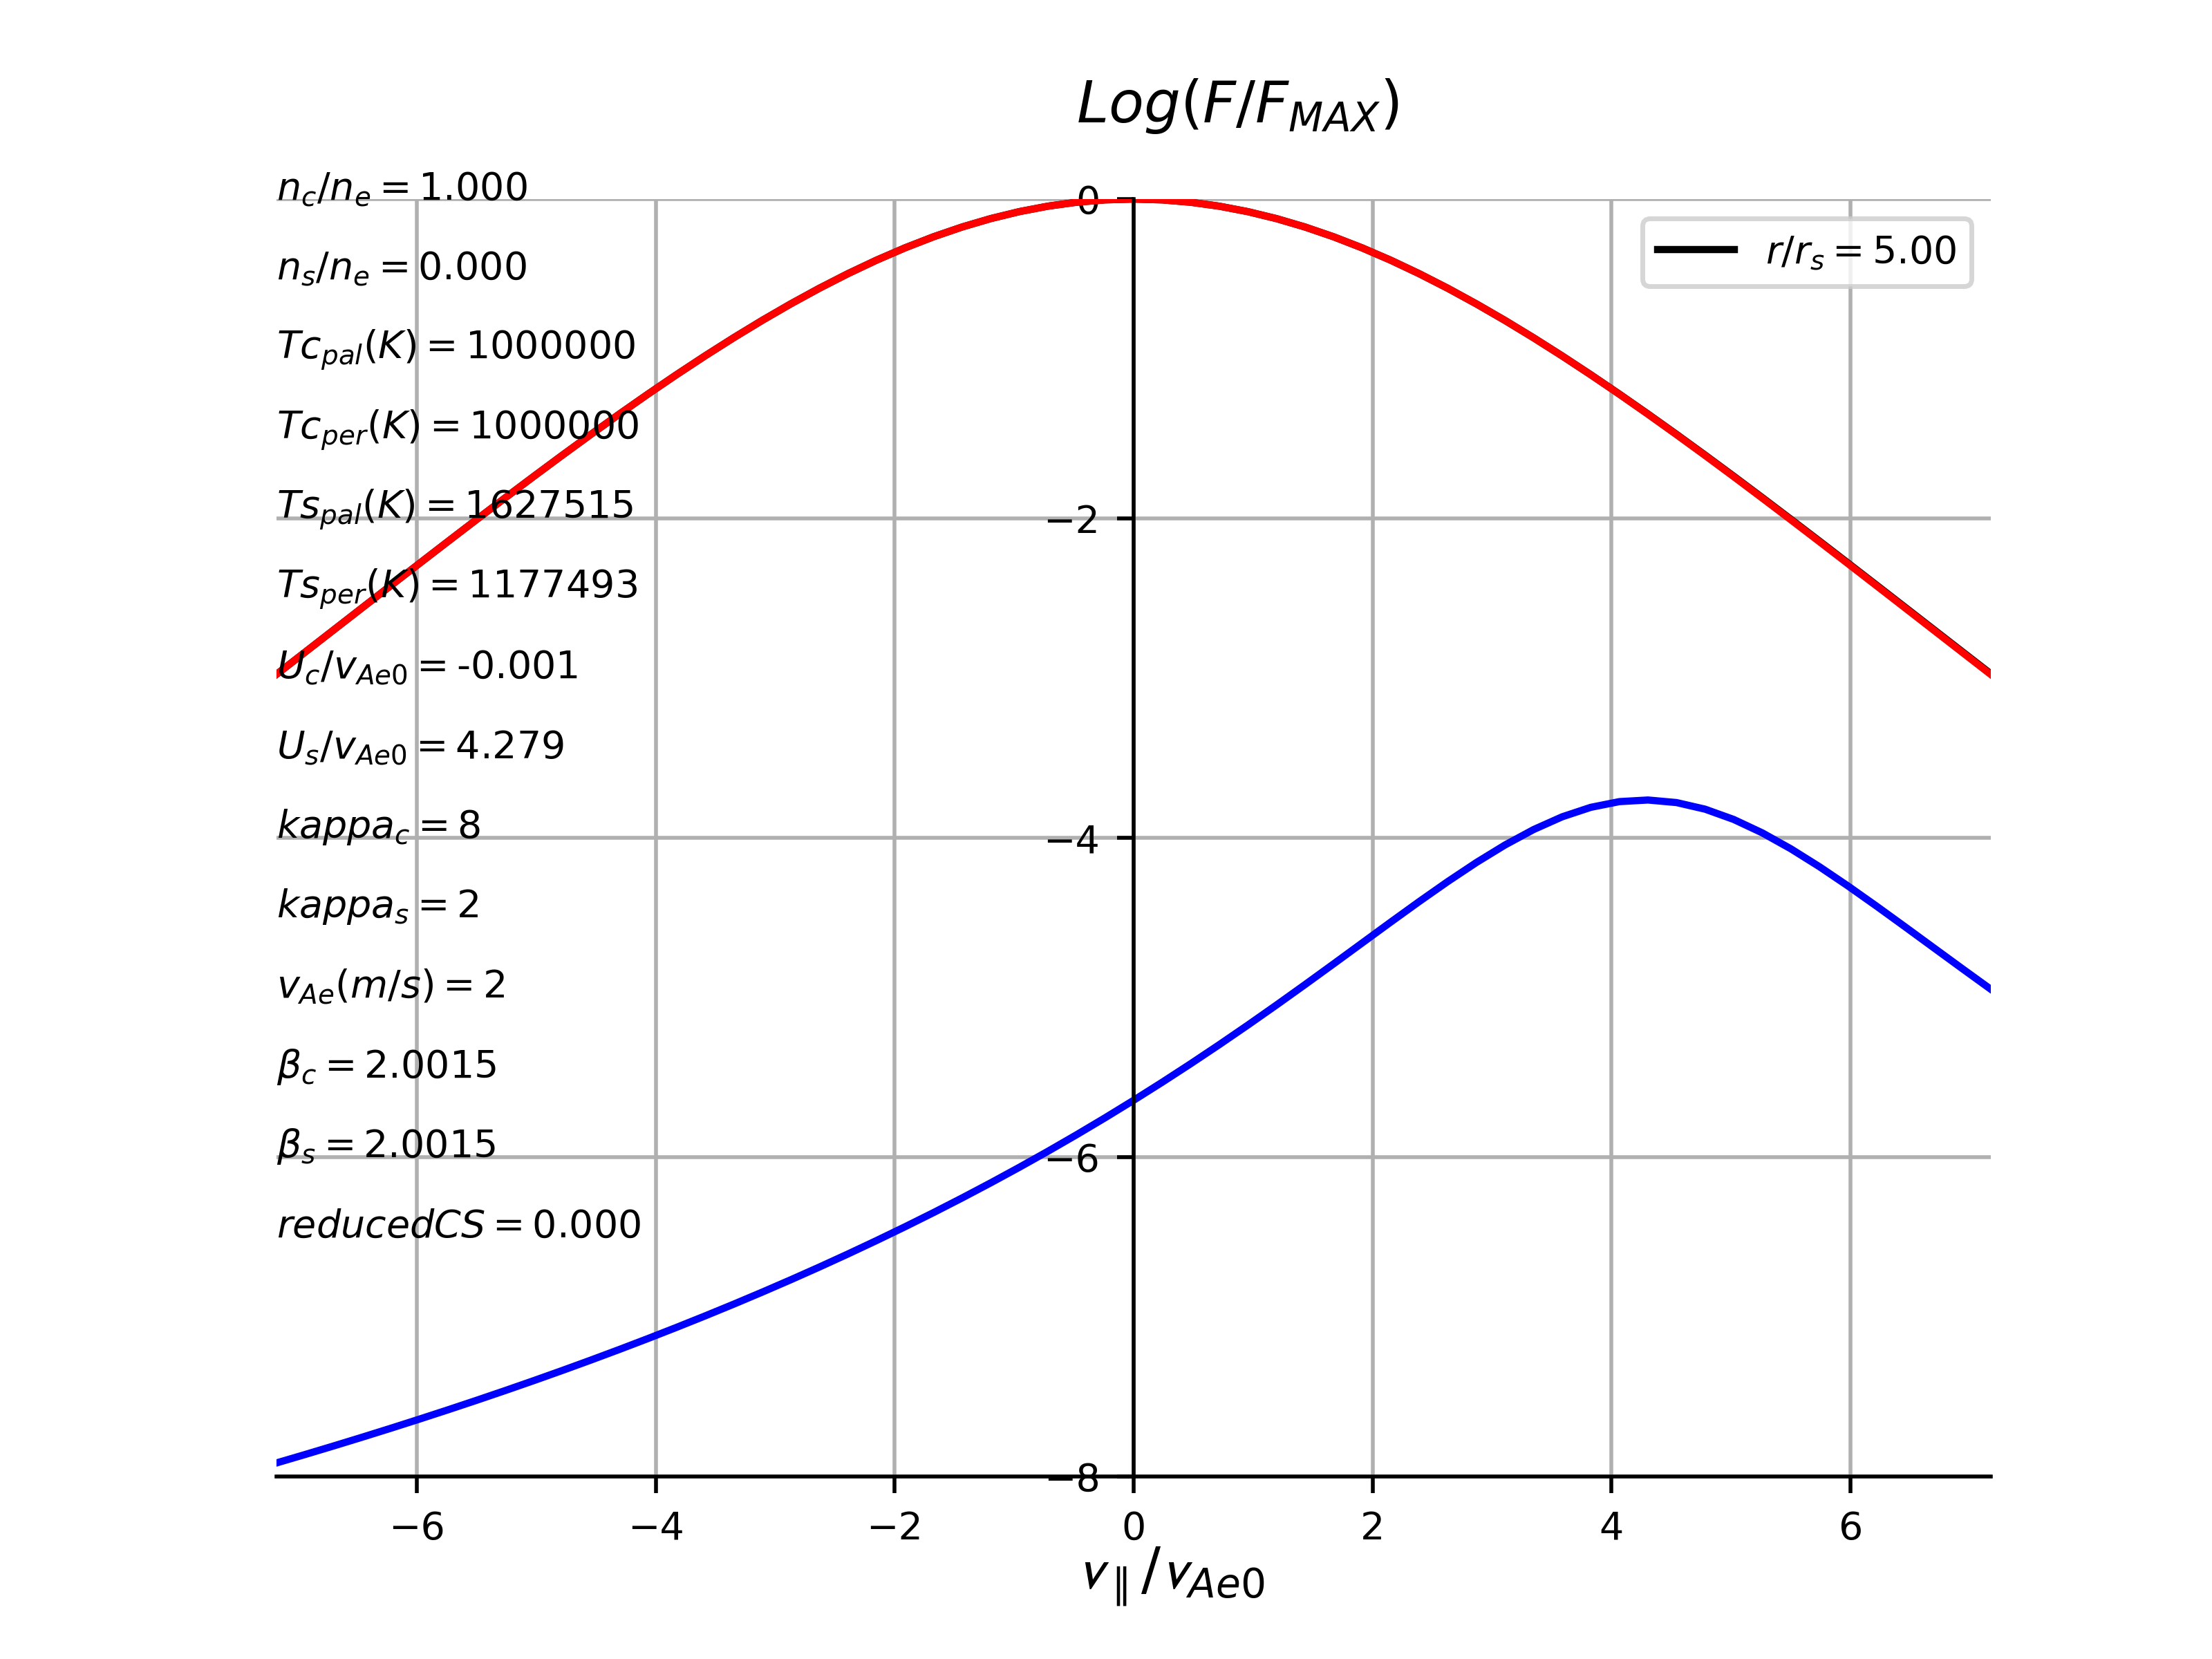 Log(F/F_MAX)
n_c/n_e = 1.000
0
r/r_s = 5.00
n_s/n_e = 0.000
Tc_pal(K) = 1000000
Tc_per(K) = 1000000
Ts_pal(K) = 1627515
−2
Ts_per(K) = 1177493
U_c/v_Ae0 = -0.001
U_s/v_Ae0 = 4.279
kappa_c = 8
−4
kappa_s = 2
v_Ae(m/s) = 2
β_c = 2.0015
β_s = 2.0015
−6
reducedCS = 0.000
−8
−6 −4 −2 0 2 4 6
v_∥/v_Ae0